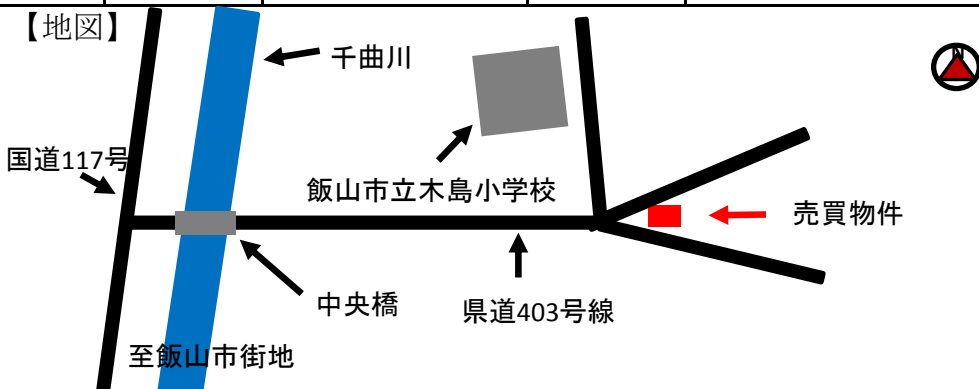 【地図】
千曲川
N
国道117号
飯山市立木島小学校
売買物件
中央橋
県道403号線
至飯山市街地